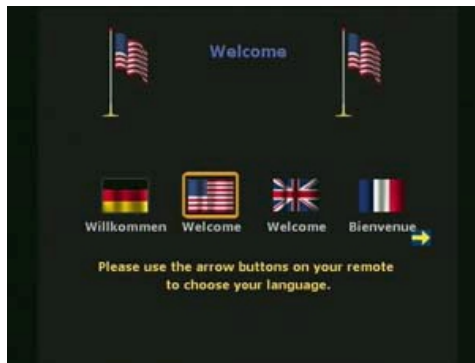 Welcome
Willkommen Welcome Welcome Bienvenue
Please use the arrow buttons on your remote
to choose your language.